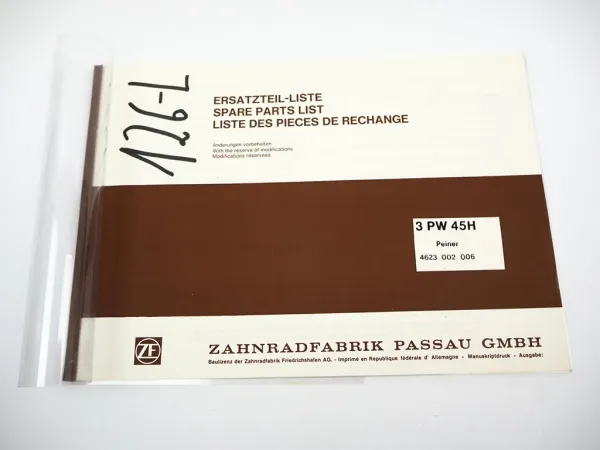 126-L
ERSATZTEIL-LISTE
SPARE PARTS LIST
LISTE DES PIECES DE RECHANGE
Änderungen vorbehalten
With the reserve of modifications
Modifications réservées
3 PW 45H
Peiner
4623 002 006
ZF
ZAHNRADFABRIK PASSAU GMBH
Baulizenz der Zahnradfabrik Friedrichshafen AG. - Imprimé en Republique fédérale d' Allemagne - Manuskriptdruck - Ausgabe: